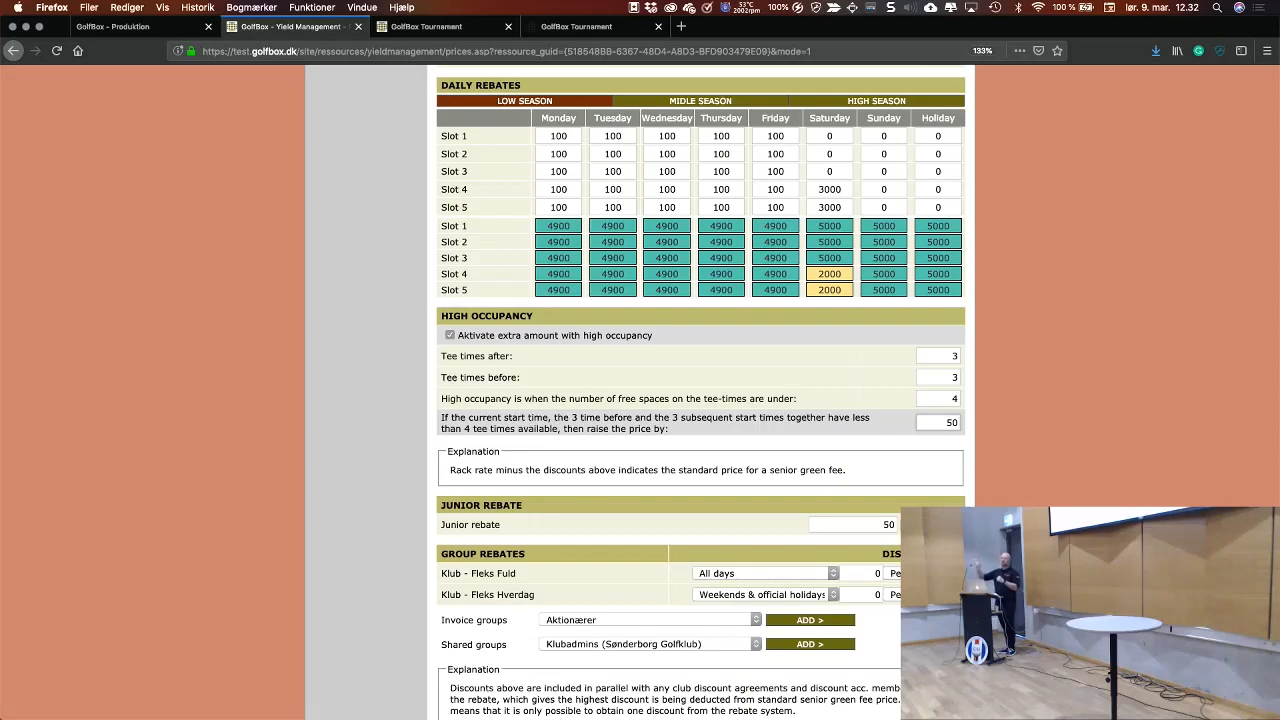 Firefox Filer Rediger Vis Historik Bogmærker Funktioner Vindue Hjælp 100% lør. 9. mar. 12.32
GolfBox - Produktion GolfBox - Yield Management - GolfBox Tournament GolfBox Tournament
https://test.golfbox.dk/site/ressources/yieldmanagement/prices.asp?ressource_guid={518548BB-6367-48D4-A8D3-BFD903479E09}&mode=1 133%
DAILY REBATES
LOW SEASON MIDLE SEASON HIGH SEASON
Monday Tuesday Wednesday Thursday Friday Saturday Sunday Holiday
Slot 1 100 100 100 100 100 0 0 0
Slot 2 100 100 100 100 100 0 0 0
Slot 3 100 100 100 100 100 0 0 0
Slot 4 100 100 100 100 100 3000 0 0
Slot 5 100 100 100 100 100 3000 0 0
Slot 1 4900 4900 4900 4900 4900 5000 5000 5000
Slot 2 4900 4900 4900 4900 4900 5000 5000 5000
Slot 3 4900 4900 4900 4900 4900 5000 5000 5000
Slot 4 4900 4900 4900 4900 4900 2000 5000 5000
Slot 5 4900 4900 4900 4900 4900 2000 5000 5000
HIGH OCCUPANCY
Aktivate extra amount with high occupancy
Tee times after: 3
Tee times before: 3
High occupancy is when the number of free spaces on the tee-times are under: 4
If the current start time, the 3 time before and the 3 subsequent start times together have less
than 4 tee times available, then raise the price by: 50
Explanation
Rack rate minus the discounts above indicates the standard price for a senior green fee.
JUNIOR REBATE
Junior rebate 50
GROUP REBATES DIS
Klub - Fleks Fuld All days 0 Pe
Klub - Fleks Hverdag Weekends & official holidays 0 Pe
Invoice groups Aktionærer ADD >
Shared groups Klubadmins (Sønderborg Golfklub) ADD >
Explanation
Discounts above are included in parallel with any club discount agreements and discount acc. memb
the rebate, which gives the highest discount is being deducted from standard senior green fee price.
means that it is only possible to obtain one discount from the rebate system.